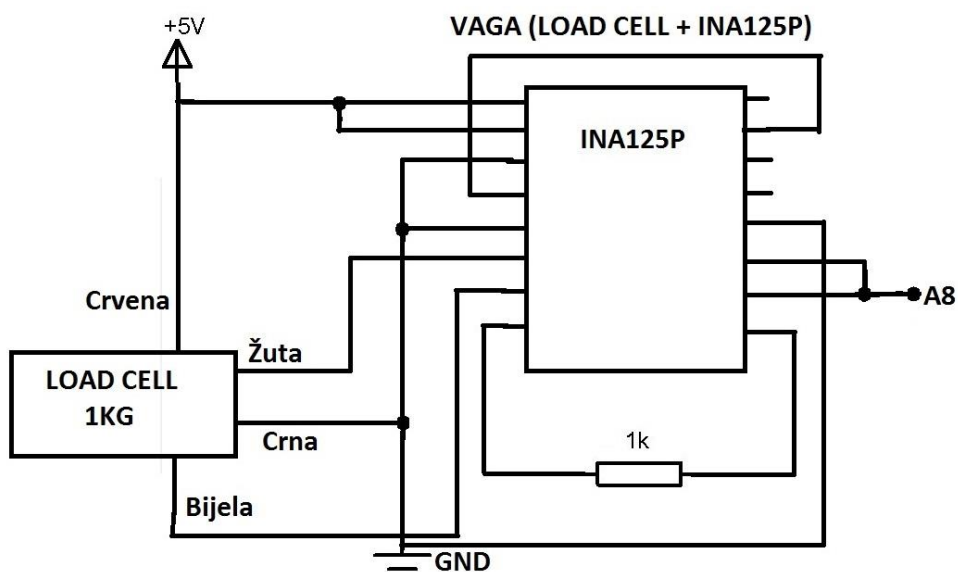 +5V
VAGA (LOAD CELL + INA125P)
INA125P
Crvena
A8
Žuta
LOAD CELL
1KG
Crna
1k
Bijela
GND